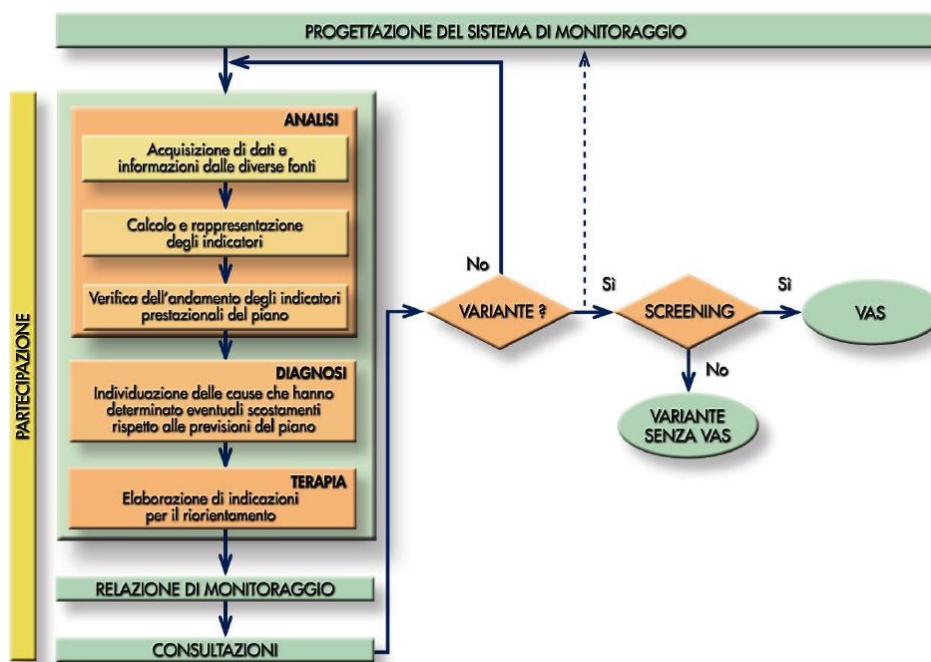 PROGETTAZIONE DEL SISTEMA DI MONITORAGGIO
PARTECIPAZIONE
ANALISI
Acquisizione di dati e
informazioni dalle diverse fonti
Calcolo e rappresentazione
degli indicatori
Verifica dell'andamento degli indicatori
prestazionali del piano
DIAGNOSI
Individuazione delle cause che hanno
determinato eventuali scostamenti
rispetto alle previsioni del piano
TERAPIA
Elaborazione di indicazioni
per il riorientamento
RELAZIONE DI MONITORAGGIO
CONSULTAZIONI
No
VARIANTE ?
Sì
SCREENING
Sì
VAS
No
VARIANTE
SENZA VAS